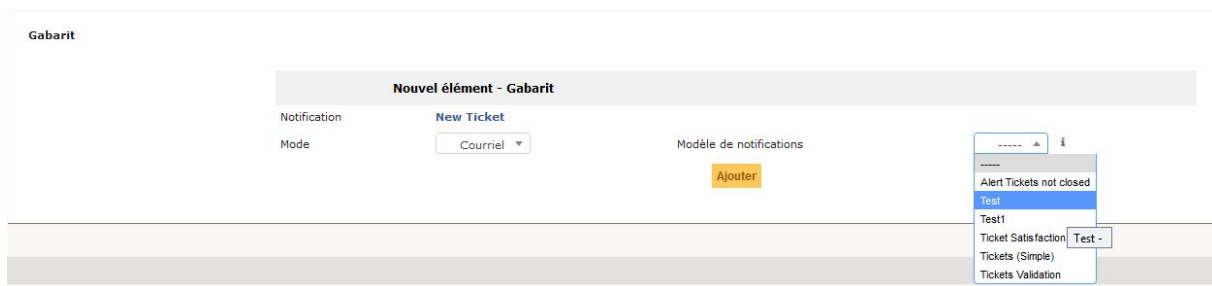 Gabarit
Nouvel élément - Gabarit
Notification New Ticket
Mode Courriel Modèle de notifications ----- i
Ajouter
-----
Alert Tickets not closed
Test
Test1
Ticket Satisfaction Test -
Tickets (Simple)
Tickets Validation